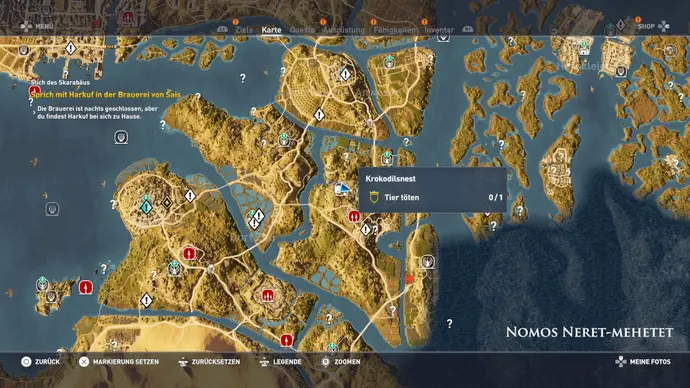 MENÜ
Ziele Karte Quests Ausrüstung Fähigkeiten Inventar
SHOP
Stich des Skarabäus
Sprich mit Harkuf in der Brauerei von Sais.
Die Brauerei ist nachts geschlossen, aber
du findest Harkuf bei sich zu Hause.
Krokodilsnest
Tier töten 0/1
NOMOS NERET-MEHETET
ZURÜCK MARKIERUNG SETZEN ZURÜCKSETZEN LEGENDE ZOOMEN MEINE FOTOS